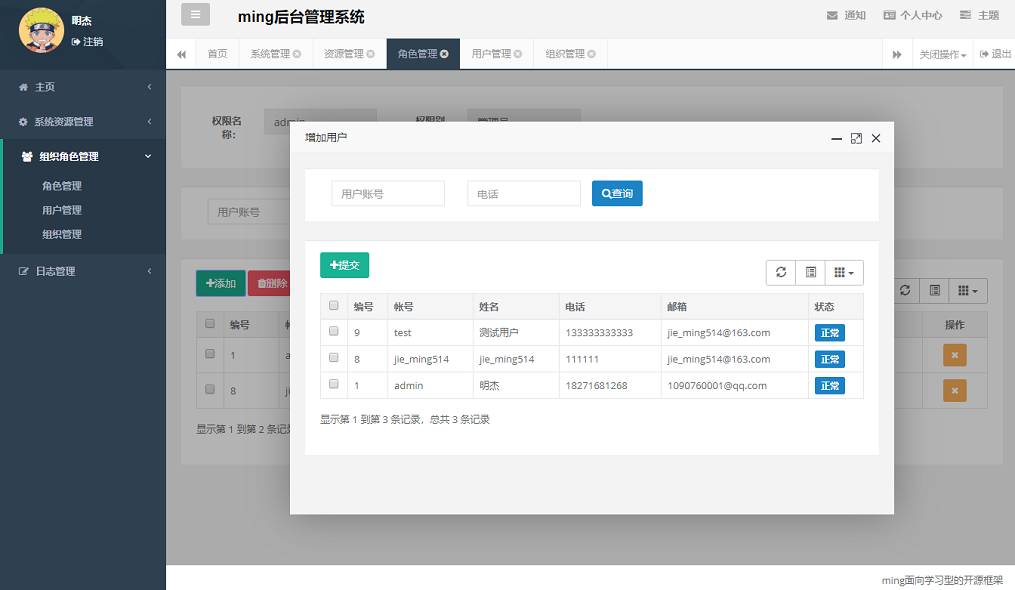 明杰
注销
主页
系统资源管理
组织角色管理
角色管理
用户管理
组织管理
日志管理
ming后台管理系统
通知 个人中心 主题
首页 系统管理 资源管理 角色管理 用户管理 组织管理 关闭操作 退出
权限名称：
权限别
管理员
用户账号
添加 删除
编号 操作
1
8
显示第 1 到第 2 条记录
增加用户
用户账号 电话 查询
提交
编号 帐号 姓名 电话 邮箱 状态
9 test 测试用户 133333333333 jie_ming514@163.com 正常
8 jie_ming514 jie_ming514 111111 jie_ming514@163.com 正常
1 admin 明杰 18271681268 1090760001@qq.com 正常
显示第 1 到第 3 条记录，总共 3 条记录
ming面向学习型的开源框架